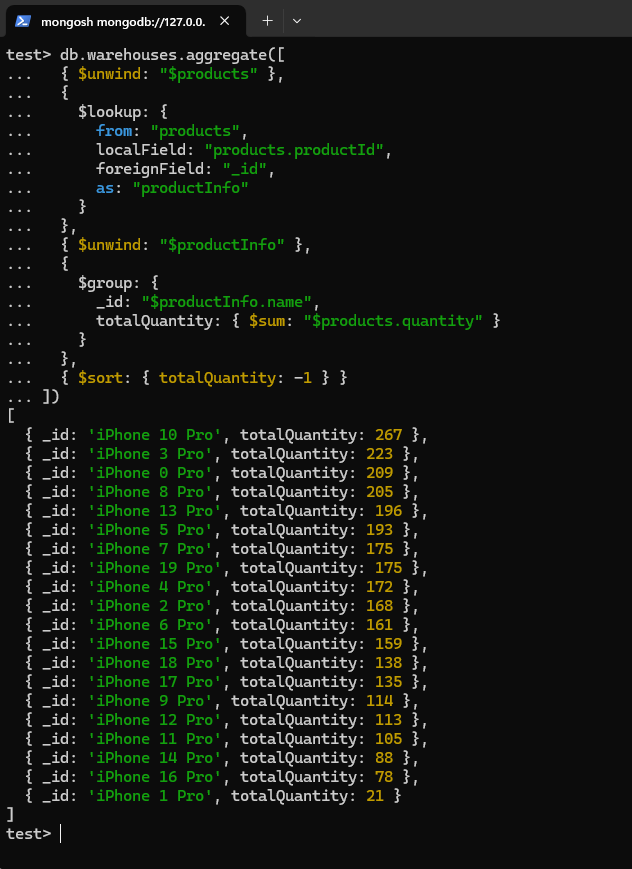 mongosh mongodb://127.0.0.
test> db.warehouses.aggregate([
...   { $unwind: "$products" },
...   {
...     $lookup: {
...       from: "products",
...       localField: "products.productId",
...       foreignField: "_id",
...       as: "productInfo"
...     }
...   },
...   { $unwind: "$productInfo" },
...   {
...     $group: {
...       _id: "$productInfo.name",
...       totalQuantity: { $sum: "$products.quantity" }
...     }
...   },
...   { $sort: { totalQuantity: -1 } }
... ])
[
  { _id: 'iPhone 10 Pro', totalQuantity: 267 },
  { _id: 'iPhone 3 Pro', totalQuantity: 223 },
  { _id: 'iPhone 0 Pro', totalQuantity: 209 },
  { _id: 'iPhone 8 Pro', totalQuantity: 205 },
  { _id: 'iPhone 13 Pro', totalQuantity: 196 },
  { _id: 'iPhone 5 Pro', totalQuantity: 193 },
  { _id: 'iPhone 7 Pro', totalQuantity: 175 },
  { _id: 'iPhone 19 Pro', totalQuantity: 175 },
  { _id: 'iPhone 4 Pro', totalQuantity: 172 },
  { _id: 'iPhone 2 Pro', totalQuantity: 168 },
  { _id: 'iPhone 6 Pro', totalQuantity: 161 },
  { _id: 'iPhone 15 Pro', totalQuantity: 159 },
  { _id: 'iPhone 18 Pro', totalQuantity: 138 },
  { _id: 'iPhone 17 Pro', totalQuantity: 135 },
  { _id: 'iPhone 9 Pro', totalQuantity: 114 },
  { _id: 'iPhone 12 Pro', totalQuantity: 113 },
  { _id: 'iPhone 11 Pro', totalQuantity: 105 },
  { _id: 'iPhone 14 Pro', totalQuantity: 88 },
  { _id: 'iPhone 16 Pro', totalQuantity: 78 },
  { _id: 'iPhone 1 Pro', totalQuantity: 21 }
]
test>